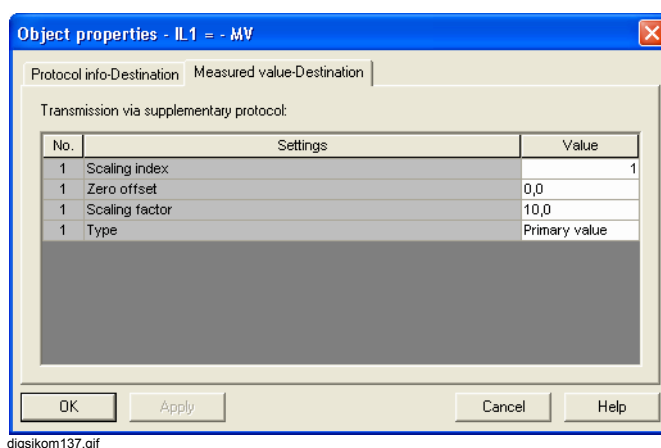 Object properties - IL1 = - MV
Protocol info-Destination Measured value-Destination
Transmission via supplementary protocol:
No. Settings Value
1 Scaling index 1
1 Zero offset 0,0
1 Scaling factor 10,0
1 Type Primary value
OK Apply Cancel Help
digsikom137.gif